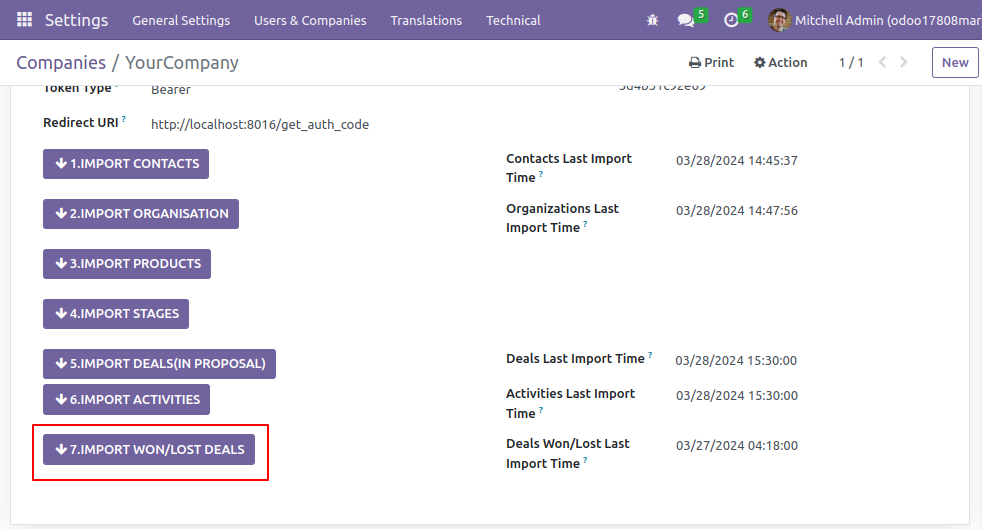 Settings General Settings Users & Companies Translations Technical 5 6 Mitchell Admin (odoo17808mar
Companies / YourCompany Print Action 1 / 1 New
Token Type ? Bearer
Redirect URI ? http://localhost:8016/get_auth_code
1.IMPORT CONTACTS
Contacts Last Import
Time ? 03/28/2024 14:45:37
2.IMPORT ORGANISATION
Organizations Last
Import Time ? 03/28/2024 14:47:56
3.IMPORT PRODUCTS
4.IMPORT STAGES
5.IMPORT DEALS(IN PROPOSAL)
Deals Last Import Time ? 03/28/2024 15:30:00
6.IMPORT ACTIVITIES
Activities Last Import
Time ? 03/28/2024 15:30:00
7.IMPORT WON/LOST DEALS
Deals Won/Lost Last
Import Time ? 03/27/2024 04:18:00